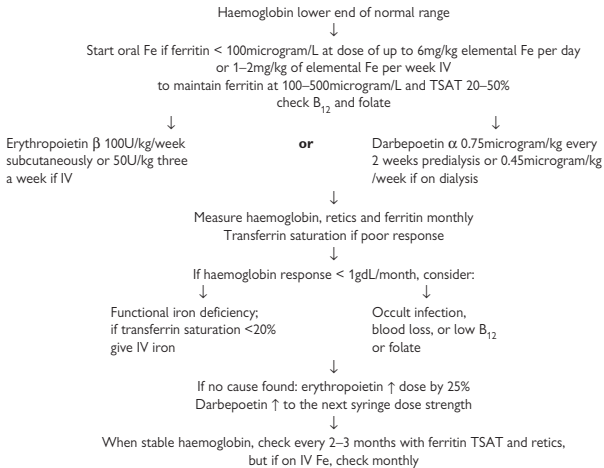 Haemoglobin lower end of normal range
↓
Start oral Fe if ferritin < 100microgram/L at dose of up to 6mg/kg elemental Fe per day
or 1–2mg/kg of elemental Fe per week IV
to maintain ferritin at 100–500microgram/L and TSAT 20–50%
check B12 and folate
↓ ↓
Erythropoietin β 100U/kg/week
subcutaneously or 50U/kg three
a week if IV
or
Darbepoetin α 0.75microgram/kg every
2 weeks predialysis or 0.45microgram/kg
/week if on dialysis
↓
Measure haemoglobin, retics and ferritin monthly
Transferrin saturation if poor response
↓
If haemoglobin response < 1gdL/month, consider:
↓ ↓
Functional iron deficiency;
if transferrin saturation <20%
give IV iron
Occult infection,
blood loss, or low B12
or folate
↓
If no cause found: erythropoietin ↑ dose by 25%
Darbepoetin ↑ to the next syringe dose strength
↓
When stable haemoglobin, check every 2–3 months with ferritin TSAT and retics,
but if on IV Fe, check monthly